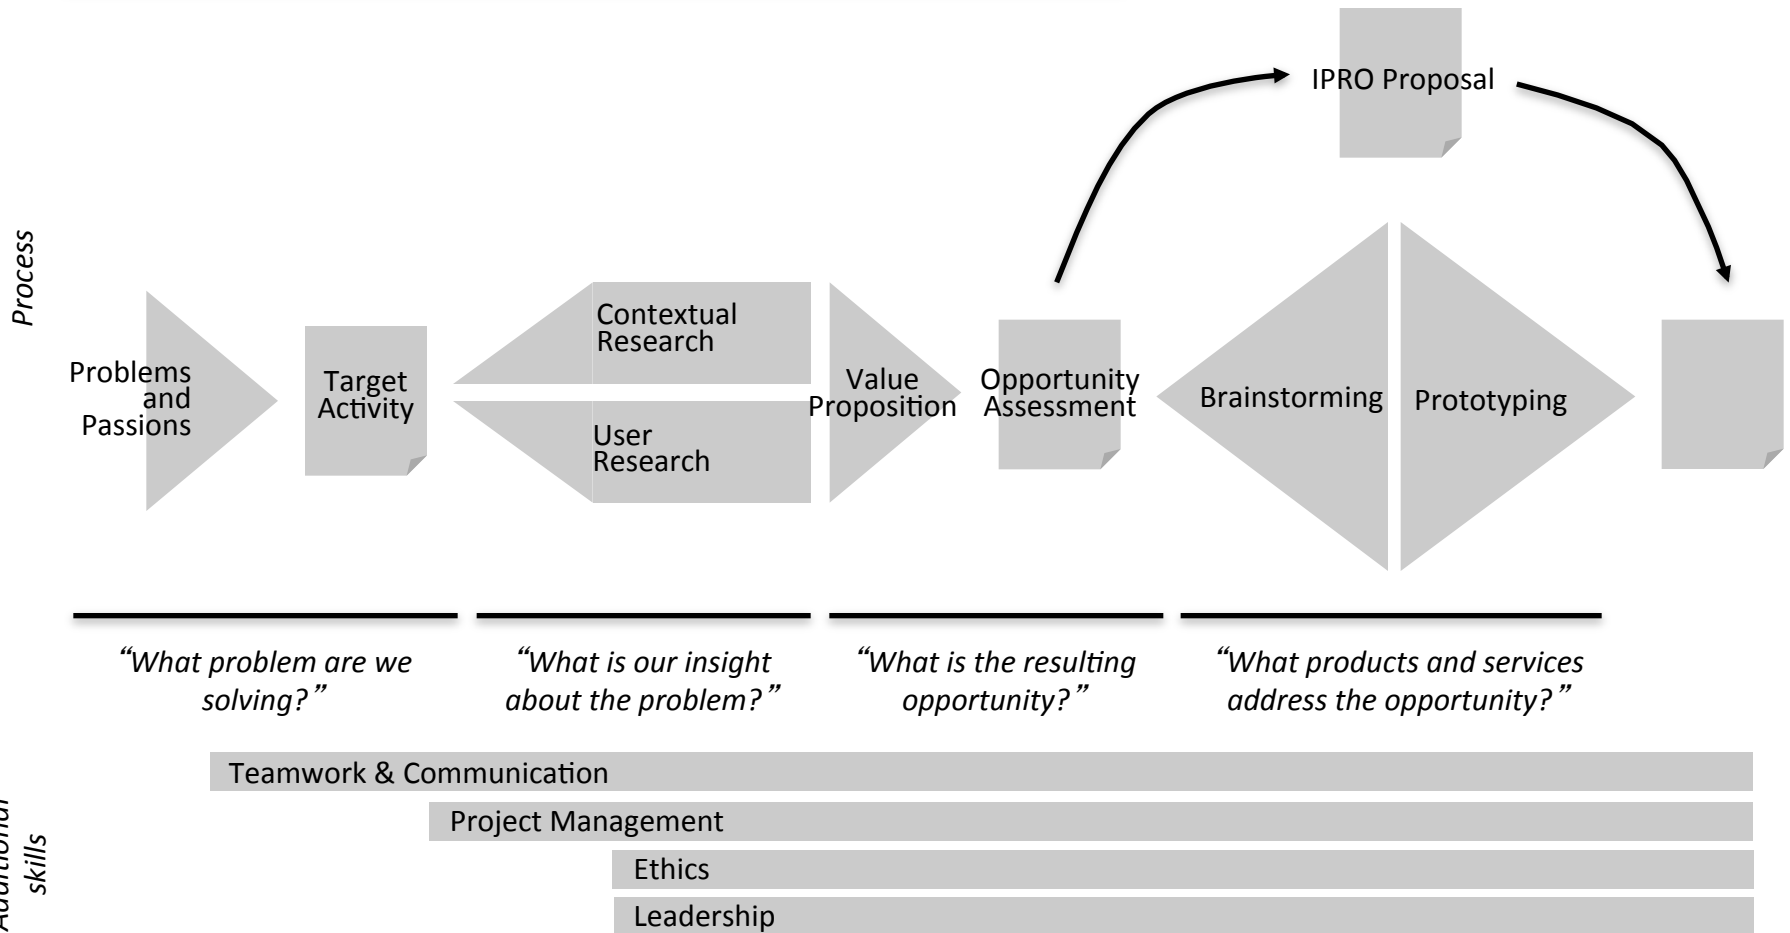 IPRO Proposal
Process
Problems
and
Passions
Target
Activity
Contextual
Research
User
Research
Value
Proposition
Opportunity
Assessment
Brainstorming
Prototyping
“What problem are we
solving?”
“What is our insight
about the problem?”
“What is the resulting
opportunity?”
“What products and services
address the opportunity?”
Additional
skills
Teamwork & Communication
Project Management
Ethics
Leadership